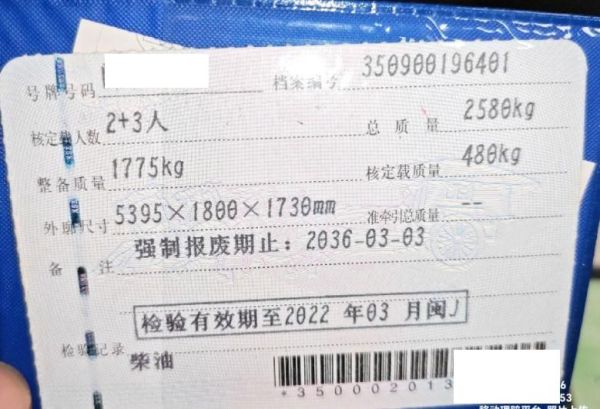 号牌号码 档案编号 350900196401
核定载人数 2+3人 总质量 2580kg
整备质量 1775kg 核定载质量 480kg
外廓尺寸 5395×1800×1730mm 准牵引总质量 --
备注 强制报废期止：2036-03-03
检验有效期至2022 年03 月闽J
检验记录 柴油
*350002013